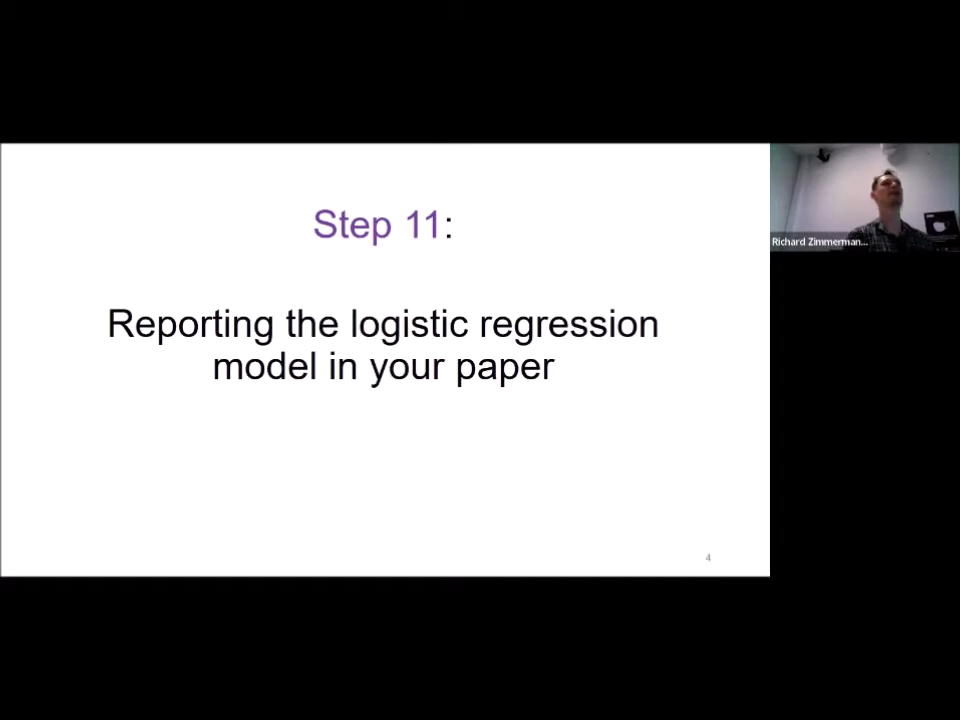 Step 11:
Reporting the logistic regression
model in your paper
4
Richard Zimmerman...